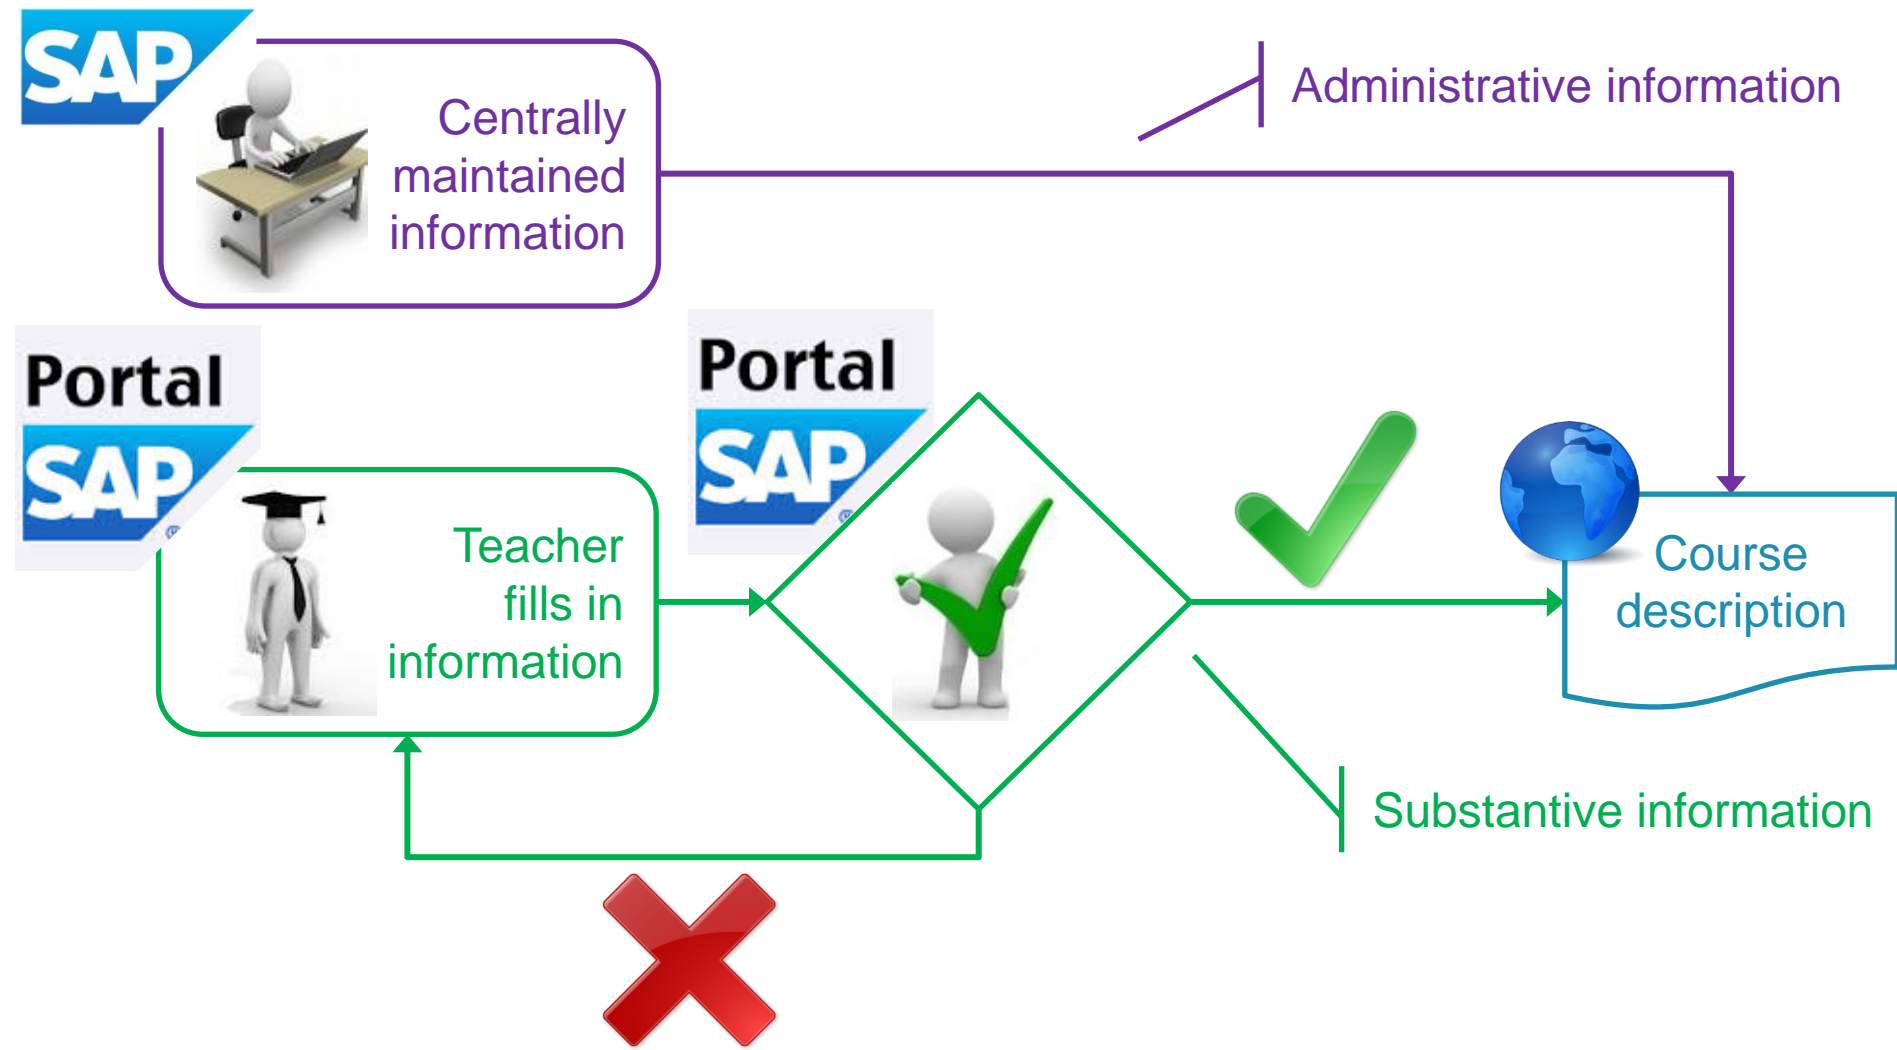 SAP
Centrally
maintained
information
Administrative information
Portal
SAP
®
Teacher
fills in
information
Portal
SAP
®
Course
description
Substantive information